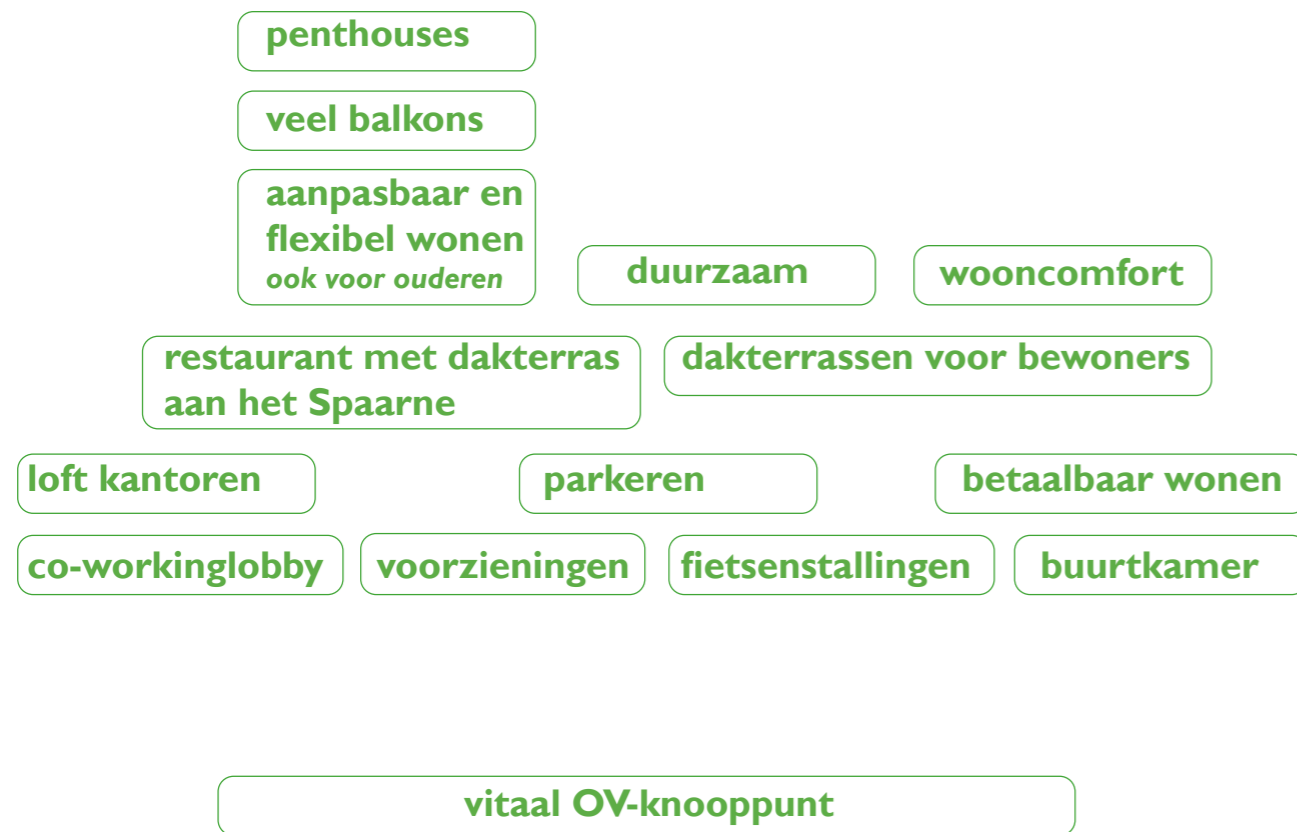 penthouses
veel balkons
aanpasbaar en
flexibel wonen
ook voor ouderen
duurzaam
wooncomfort
restaurant met dakterras
aan het Spaarne
dakterrassen voor bewoners
loft kantoren
parkeren
betaalbaar wonen
co-workinglobby
voorzieningen
fietsenstallingen
buurtkamer
vitaal OV-knooppunt